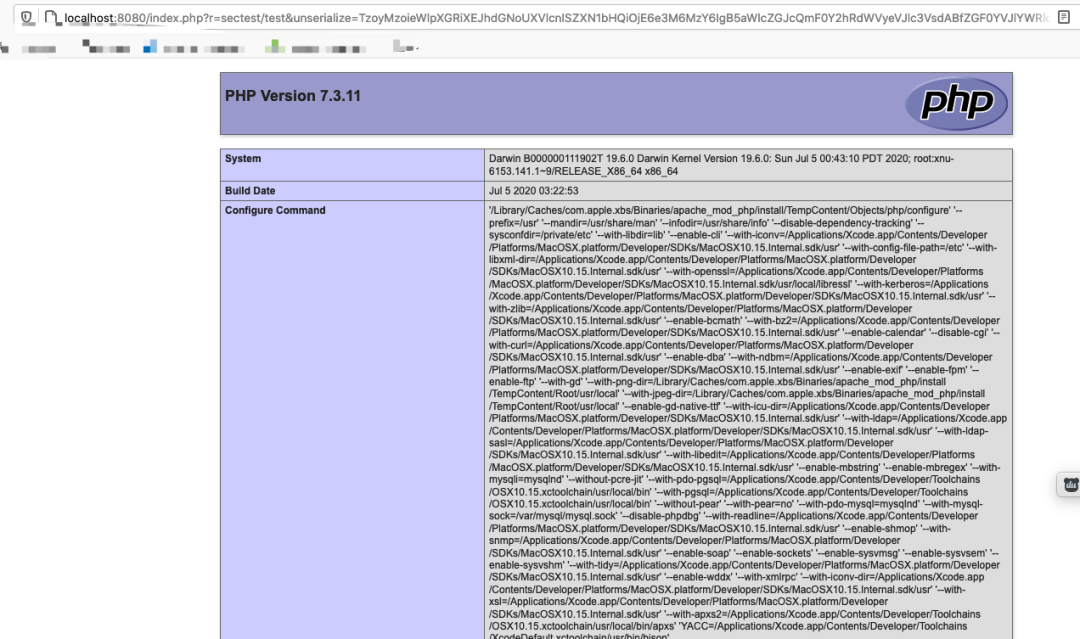 localhost:8080/index.php?r=sectest/test&unserialize=
php
PHP Version 7.3.11
System
Darwin B000000111902T 19.6.0 Darwin Kernel Version 19.6.0: Sun Jul 5 00:43:10 PDT 2020; root:xnu-
6153.141.1~9/RELEASE_X86_64 x86_64
Build Date
Jul 5 2020 03:22:53
Configure Command
'/Library/Caches/com.apple.xbs/Binaries/apache_mod_php/install/TempContent/Objects/php/configure' '--
prefix=/usr' '--mandir=/usr/share/man' '--infodir=/usr/share/info' '--disable-dependency-tracking' '--
sysconfdir=/private/etc' '--with-libdir=lib' '--enable-cli' '--with-iconv=/Applications/Xcode.app/Contents/Developer
/Platforms/MacOSX.platform/Developer/SDKs/MacOSX10.15.Internal.sdk/usr' '--with-config-file-path=/etc' '--with-
libxml-dir=/Applications/Xcode.app/Contents/Developer/Platforms/MacOSX.platform/Developer
/SDKs/MacOSX10.15.Internal.sdk/usr' '--with-openssl=/Applications/Xcode.app/Contents/Developer/Platforms
/MacOSX.platform/Developer/SDKs/MacOSX10.15.Internal.sdk/usr/local/libressl' '--with-kerberos=/Applications
/Xcode.app/Contents/Developer/Platforms/MacOSX.platform/Developer/SDKs/MacOSX10.15.Internal.sdk/usr' '--
with-zlib=/Applications/Xcode.app/Contents/Developer/Platforms/MacOSX.platform/Developer
/SDKs/MacOSX10.15.Internal.sdk/usr' '--enable-bcmath' '--with-bz2=/Applications/Xcode.app/Contents/Developer
/Platforms/MacOSX.platform/Developer/SDKs/MacOSX10.15.Internal.sdk/usr' '--enable-calendar' '--disable-cgi' '--
with-curl=/Applications/Xcode.app/Contents/Developer/Platforms/MacOSX.platform/Developer
/SDKs/MacOSX10.15.Internal.sdk/usr' '--enable-dba' '--with-ndbm=/Applications/Xcode.app/Contents/Developer
/Platforms/MacOSX.platform/Developer/SDKs/MacOSX10.15.Internal.sdk/usr' '--enable-exif' '--enable-fpm' '--
enable-ftp' '--with-gd' '--with-png-dir=/Library/Caches/com.apple.xbs/Binaries/apache_mod_php/install
/TempContent/Root/usr/local' '--with-jpeg-dir=/Library/Caches/com.apple.xbs/Binaries/apache_mod_php/install
/TempContent/Root/usr/local' '--enable-gd-native-ttf' '--with-icu-dir=/Applications/Xcode.app/Contents/Developer
/Platforms/MacOSX.platform/Developer/SDKs/MacOSX10.15.Internal.sdk/usr' '--with-ldap=/Applications/Xcode.app
/Contents/Developer/Platforms/MacOSX.platform/Developer/SDKs/MacOSX10.15.Internal.sdk/usr' '--with-ldap-
sasl=/Applications/Xcode.app/Contents/Developer/Platforms/MacOSX.platform/Developer
/SDKs/MacOSX10.15.Internal.sdk/usr' '--with-libedit=/Applications/Xcode.app/Contents/Developer/Platforms
/MacOSX.platform/Developer/SDKs/MacOSX10.15.Internal.sdk/usr' '--enable-mbstring' '--enable-mbregex' '--with-
mysqli=mysqlnd' '--without-pcre-jit' '--with-pdo-pgsql=/Applications/Xcode.app/Contents/Developer/Toolchains
/OSX10.15.xctoolchain/usr/local/bin' '--with-pgsql=/Applications/Xcode.app/Contents/Developer/Toolchains
/OSX10.15.xctoolchain/usr/local/bin' '--without-pear' '--with-pear=no' '--with-pdo-mysql=mysqlnd' '--with-mysql-
sock=/var/mysql/mysql.sock' '--disable-phpdbg' '--with-readline=/Applications/Xcode.app/Contents/Developer
/Platforms/MacOSX.platform/Developer/SDKs/MacOSX10.15.Internal.sdk/usr' '--enable-shmop' '--with-
snmp=/Applications/Xcode.app/Contents/Developer/Platforms/MacOSX.platform/Developer
/SDKs/MacOSX10.15.Internal.sdk/usr' '--enable-soap' '--enable-sockets' '--enable-sysvmsg' '--enable-sysvsem' '--
enable-sysvshm' '--with-tidy=/Applications/Xcode.app/Contents/Developer/Platforms/MacOSX.platform/Developer
/SDKs/MacOSX10.15.Internal.sdk/usr' '--enable-wddx' '--with-xmlrpc' '--with-iconv-dir=/Applications/Xcode.app
/Contents/Developer/Platforms/MacOSX.platform/Developer/SDKs/MacOSX10.15.Internal.sdk/usr' '--with-
xsl=/Applications/Xcode.app/Contents/Developer/Platforms/MacOSX.platform/Developer
/SDKs/MacOSX10.15.Internal.sdk/usr' '--with-apxs2=/Applications/Xcode.app/Contents/Developer/Toolchains
/OSX10.15.xctoolchain/usr/local/bin/apxs' 'YACC=/Applications/Xcode.app/Contents/Developer/Toolchains
/XcodeDefault.xctoolchain/usr/bin/bison'
du